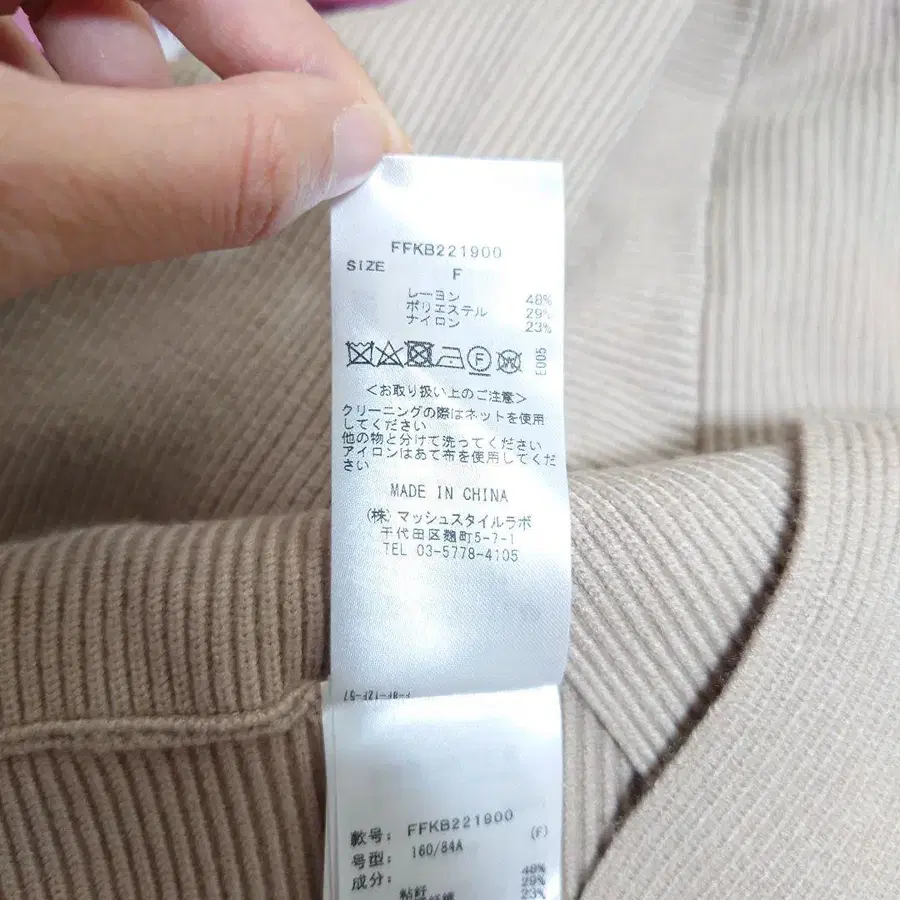 FFKB221900
SIZE F
レーヨン 48%
ポリエステル 29%
ナイロン 23%
F W E005
<お取り扱い上のご注意>
クリーニングの際はネットを使用
してください
他の物と分けて洗ってください
アイロンはあて布を使用してくだ
さい
MADE IN CHINA
(株)マッシュスタイルラボ
千代田区麹町5-7-1
TEL 03-5778-4105
款号: FFKB221900
号型: 160/84A (F)
成分: 48%
粘纤 29%
23%